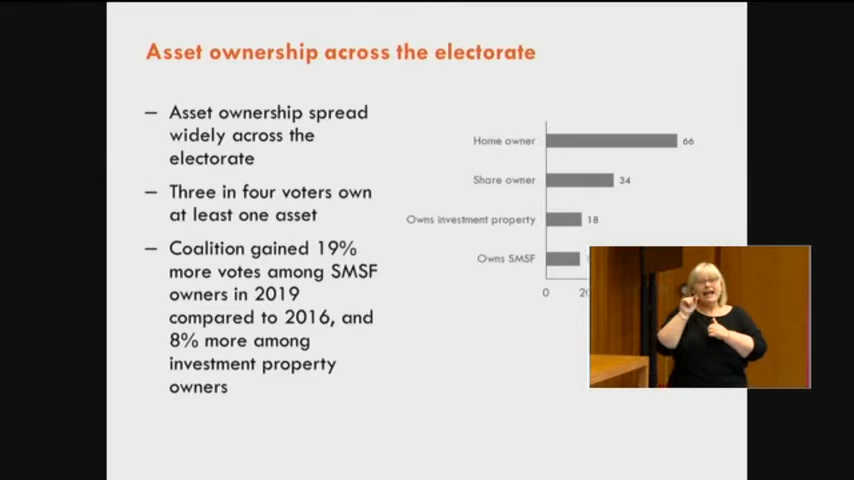 Asset ownership across the electorate
– Asset ownership spread
widely across the
electorate
– Three in four voters own
at least one asset
– Coalition gained 19%
more votes among SMSF
owners in 2019
compared to 2016, and
8% more among
investment property
owners
Home owner 66
Share owner 34
Owns investment property 18
Owns SMSF
0